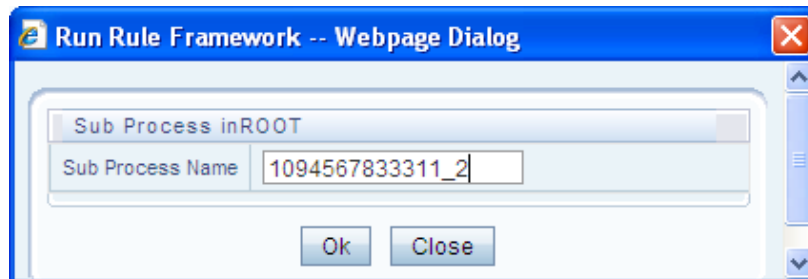 Run Rule Framework -- Webpage Dialog
Sub Process inROOT
Sub Process Name 1094567833311_2
Ok Close